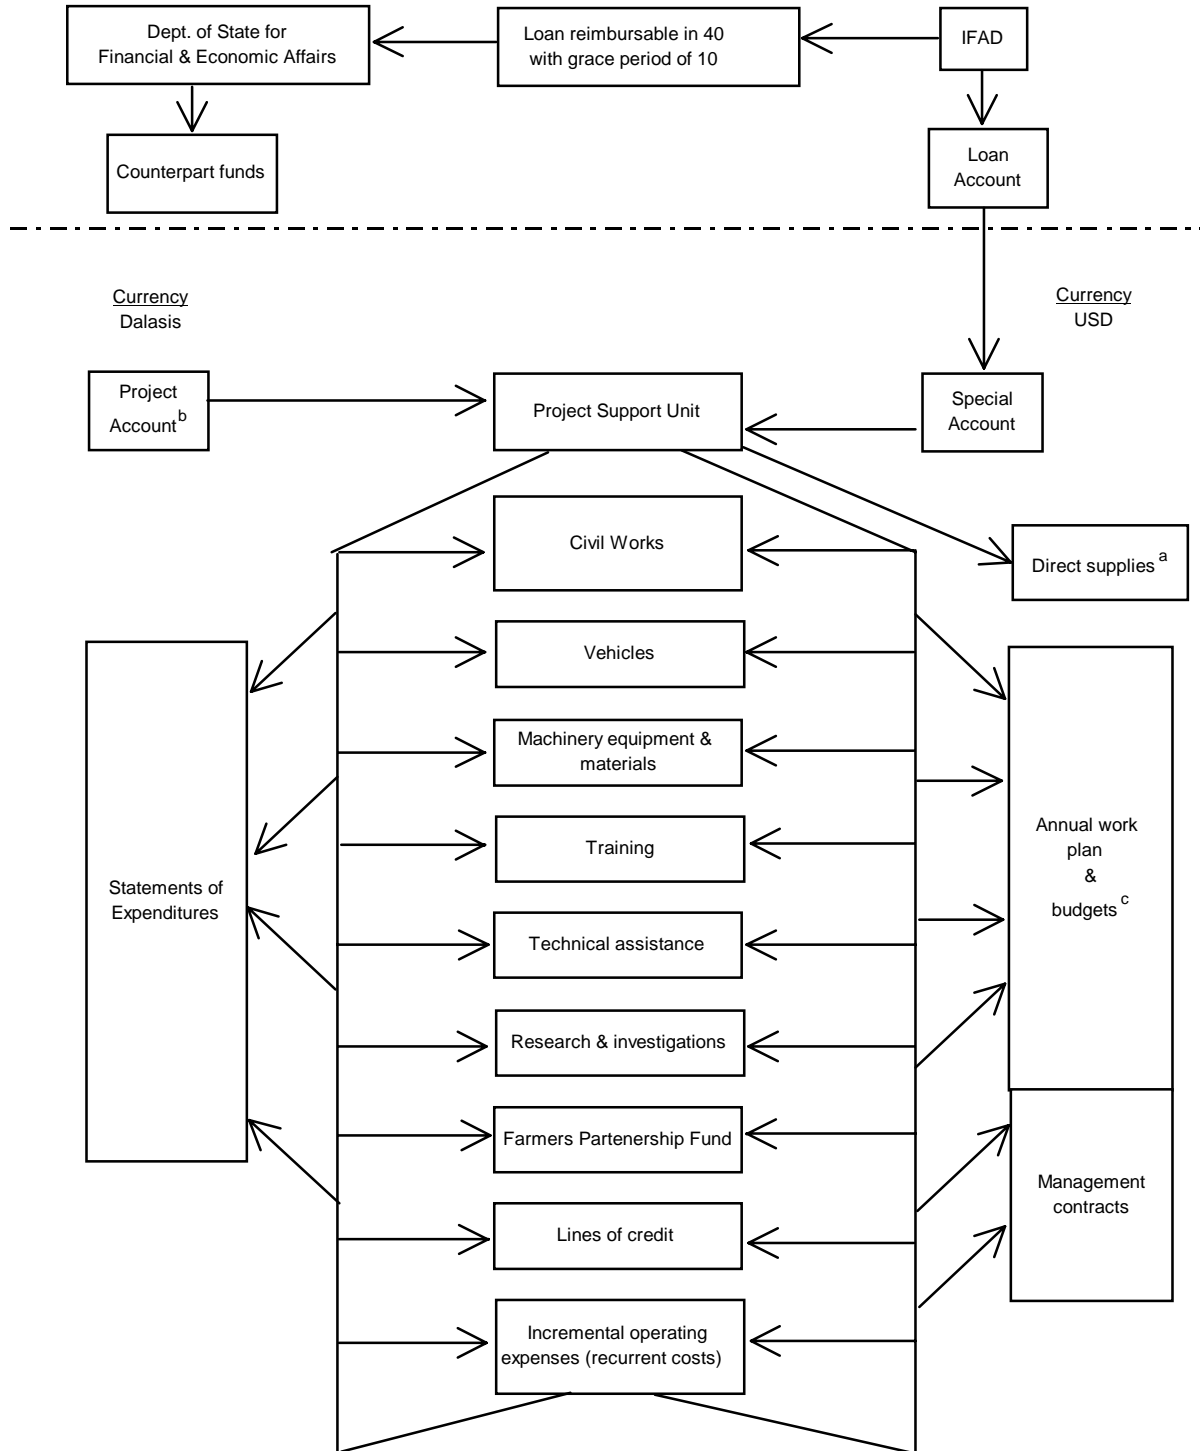 Dept. of State for
Financial & Economic Affairs
Loan reimbursable in 40
with grace period of 10
IFAD
Counterpart funds
Loan
Account
Currency
Dalasis
Currency
USD
Project
Account b
Project Support Unit
Special
Account
Civil Works
Direct supplies a
Vehicles
Machinery equipment &
materials
Training
Annual work
plan
&
budgets c
Statements of
Expenditures
Technical assistance
Research & investigations
Farmers Partenership Fund
Management
contracts
Lines of credit
Incremental operating
expenses (recurrent costs)